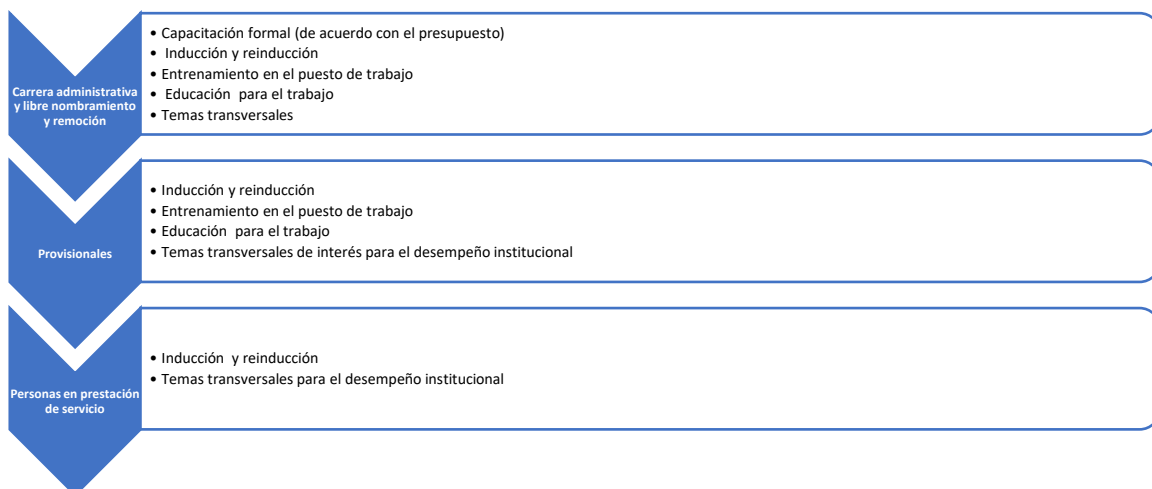 Carrera administrativa
y libre nombramiento
y remoción
• Capacitación formal (de acuerdo con el presupuesto)
• Inducción y reinducción
• Entrenamiento en el puesto de trabajo
• Educación para el trabajo
• Temas transversales
Provisionales
• Inducción y reinducción
• Entrenamiento en el puesto de trabajo
• Educación para el trabajo
• Temas transversales de interés para el desempeño institucional
Personas en prestación
de servicio
• Inducción y reinducción
• Temas transversales para el desempeño institucional